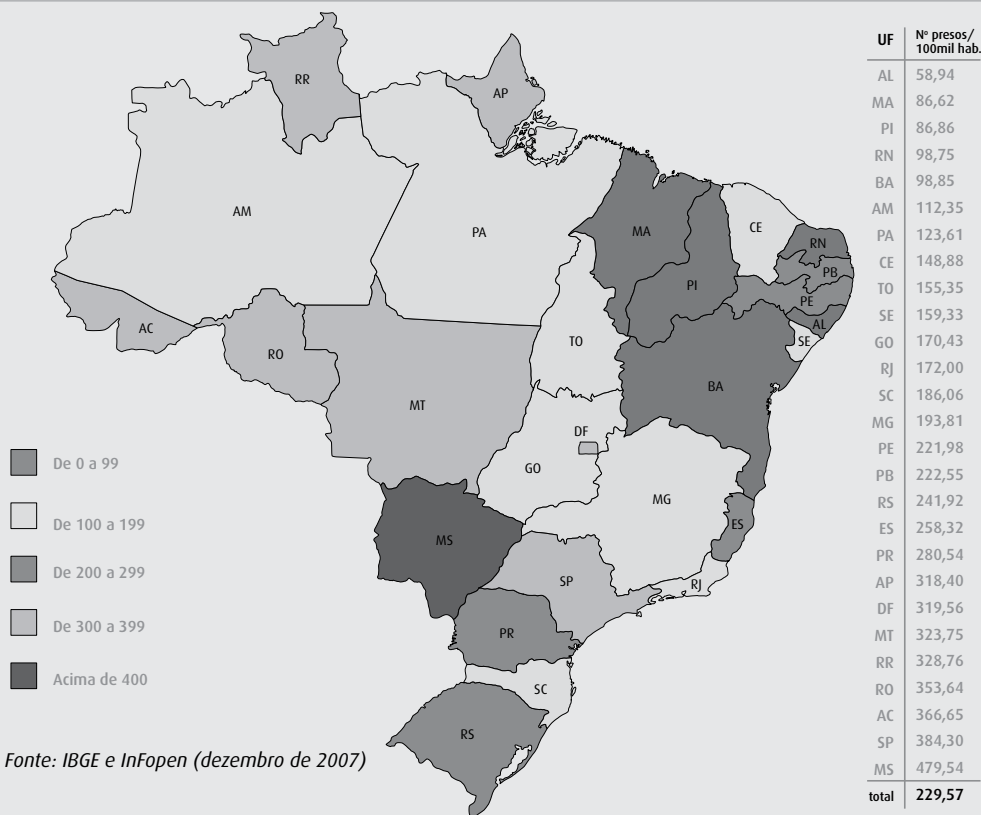 RR
AP
AM
PA
MA
CE
RN
PB
PI
PE
AL
SE
AC
RO
TO
BA
MT
DF
GO
MG
ES
MS
SP
RJ
PR
SC
RS
De 0 a 99
De 100 a 199
De 200 a 299
De 300 a 399
Acima de 400
Fonte: IBGE e InFopen (dezembro de 2007)
UF Nº presos/
100mil hab.
AL 58,94
MA 86,62
PI 86,86
RN 98,75
BA 98,85
AM 112,35
PA 123,61
CE 148,88
TO 155,35
SE 159,33
GO 170,43
RJ 172,00
SC 186,06
MG 193,81
PE 221,98
PB 222,55
RS 241,92
ES 258,32
PR 280,54
AP 318,40
DF 319,56
MT 323,75
RR 328,76
RO 353,64
AC 366,65
SP 384,30
MS 479,54
total 229,57